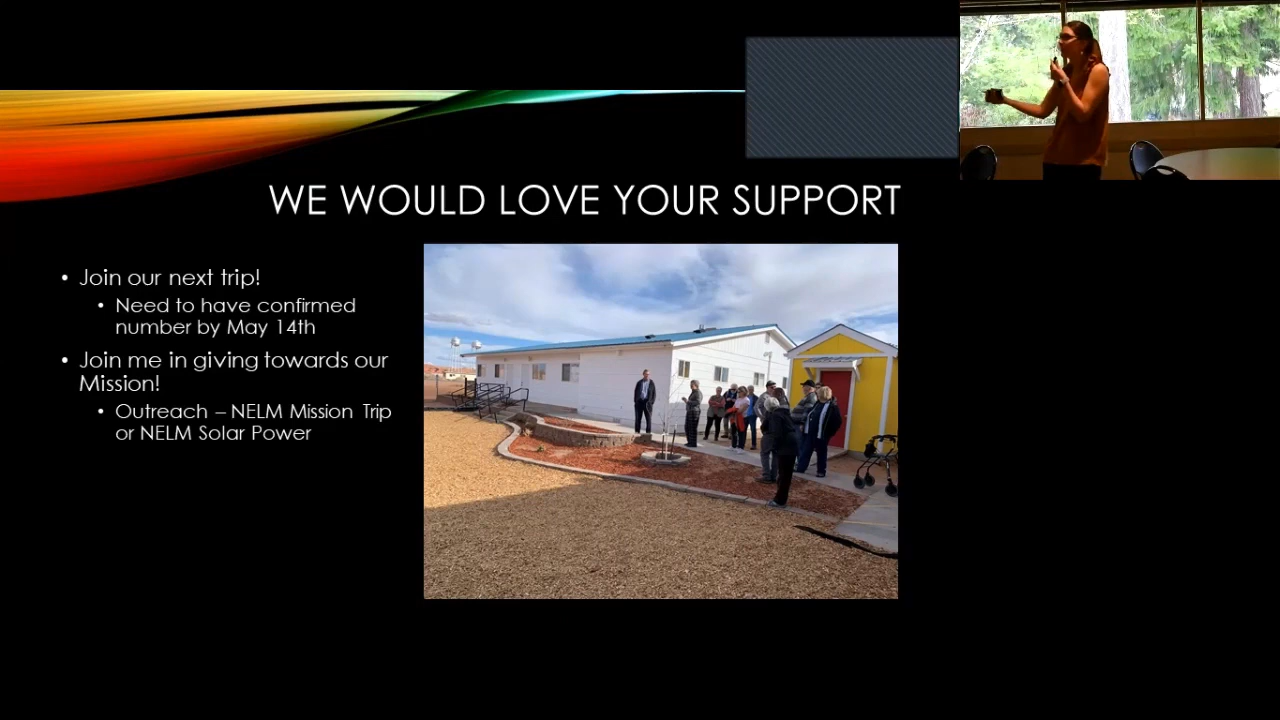 WE WOULD LOVE YOUR SUPPORT
• Join our next trip!
• Need to have confirmed
number by May 14th
• Join me in giving towards our
Mission!
• Outreach – NELM Mission Trip
or NELM Solar Power